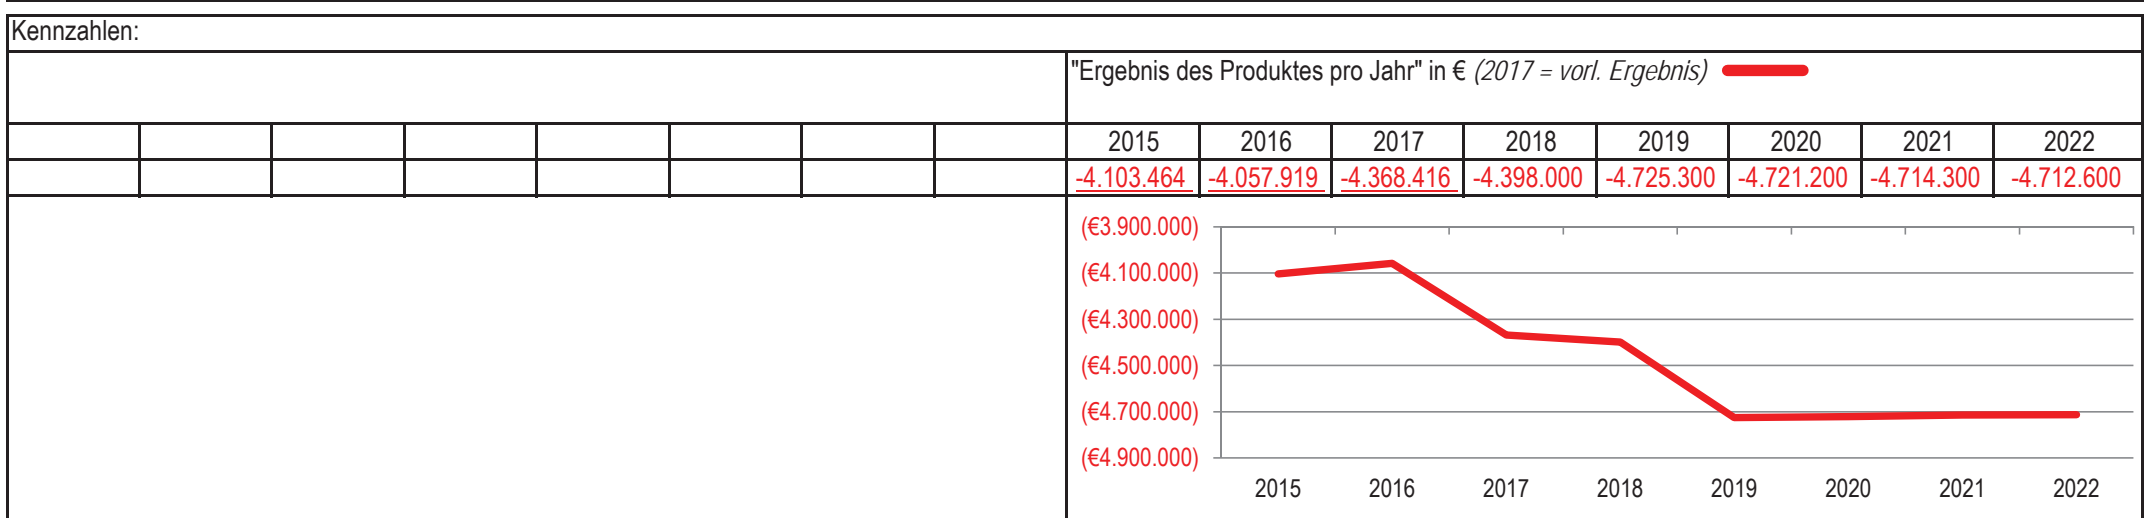 Kennzahlen:
"Ergebnis des Produktes pro Jahr" in € (2017 = vorl. Ergebnis)
2015 2016 2017 2018 2019 2020 2021 2022
-4.103.464 -4.057.919 -4.368.416 -4.398.000 -4.725.300 -4.721.200 -4.714.300 -4.712.600
(€3.900.000)
(€4.100.000)
(€4.300.000)
(€4.500.000)
(€4.700.000)
(€4.900.000)
2015 2016 2017 2018 2019 2020 2021 2022